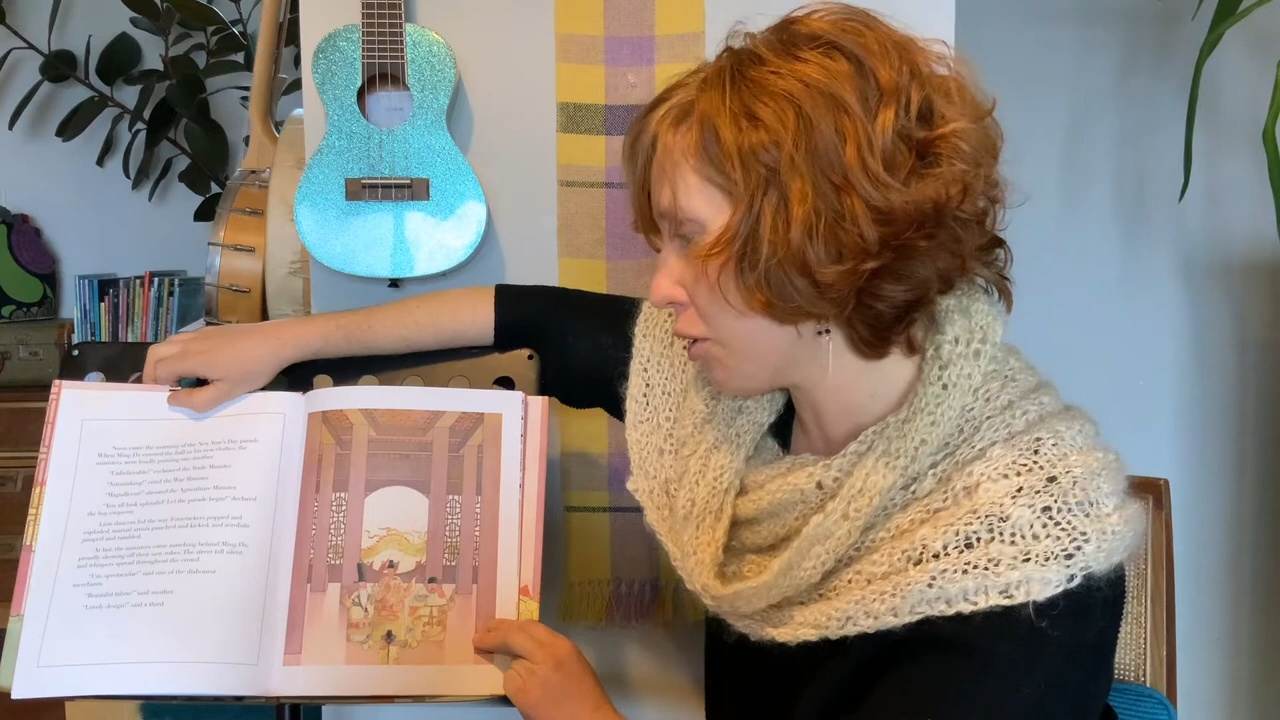 Soon came the morning of the New Year's Day parade.
When Ming Da entered the hall in his new clothes, the
ministers were loudly praising one another.
"Unbelievable!" exclaimed the Trade Minister.
"Astonishing!" cried the War Minister.
"Magnificent!" shouted the Agriculture Minister.
"You all look splendid! Let the parade begin!" declared
the boy emperor.
Lion dancers led the way. Firecrackers popped and
exploded, martial artists punched and kicked, and acrobats
jumped and tumbled.
At last, the ministers came marching behind Ming Da,
proudly showing off their new robes. The street fell silent,
and whispers spread throughout the crowd.
"I'm spectacular!" said one of the dishonest
merchants.
"Beautiful fabric!" said another.
"Lovely design!" said a third.